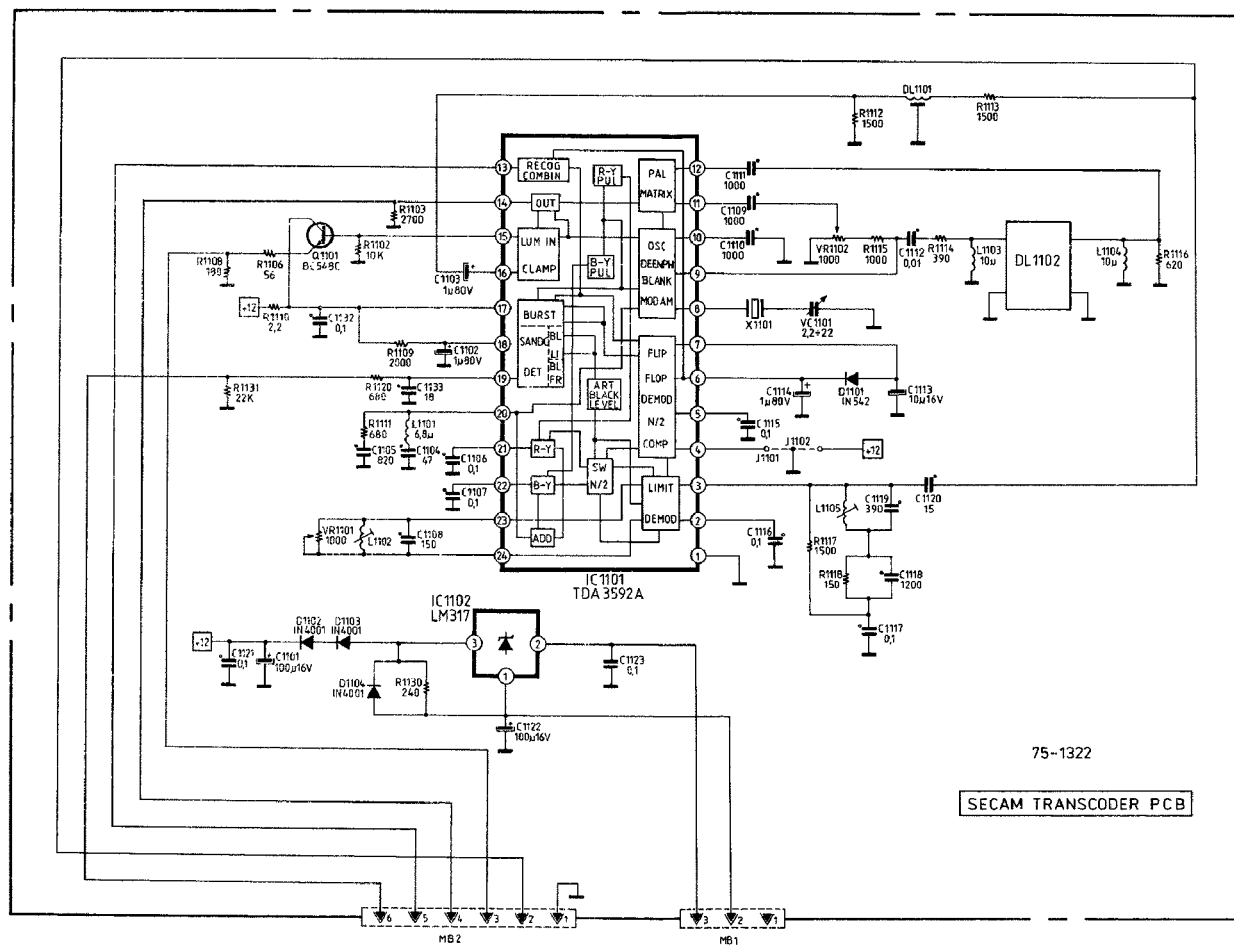 DL1101
R1112
1500
R1113
1500
13
RECOG
COMBIN
R-Y
PUL
PAL
MATRIX
12
C1111
1000
14
OUT
11
C1109
1000
R1103
2700
15
LUM IN
CLAMP
16
OSC
DEENPH
BLANK
MOD AM
10
C1110
1000
9
8
Q1101
BC548C
R1102
10K
R1108
180
R1106
56
C1103
1µ80V
B-Y
PUL
VR1102
1000
R1115
1000
C1112
0,01
R1114
390
L1103
10µ
DL1102
L1104
10µ
R1116
620
+12
R1119
2,2
C1132
0,1
17
BURST
SANDC
DET
BL
LI
BL
FR
X1101
VC1101
2,2÷22
18
R1109
2000
C1102
1µ80V
7
FLIP
FLOP
DEMOD
N/2
COMP
6
C1114
1µ80V
D1101
IN542
C1113
10µ16V
19
R1131
22K
R1120
680
C1133
18
ART
BLACK
LEVEL
20
5
C1115
0,1
R1111
680
L1101
6,8µ
C1105
820
C1104
47
21
R-Y
C1106
0,1
SW
N/2
4
J1101
J1102
+12
22
B-Y
C1107
0,1
LIMIT
DEMOD
3
L1105
C1119
390
C1120
15
23
VR1101
1000
L1102
C1108
150
2
C1116
0,1
R1117
1500
ADD
24
1
R1118
150
C1118
1200
IC1101
TDA3592A
C1117
0,1
IC1102
LM317
+12
D1102
IN4001
D1103
IN4001
3
2
1
C1121
0,1
C1101
100µ16V
D1104
IN4001
R1130
240
C1123
0,1
C1122
100µ16V
75-1322
SECAM TRANSCODER PCB
6
5
4
3
2
1
3
2
1
MB2
MB1